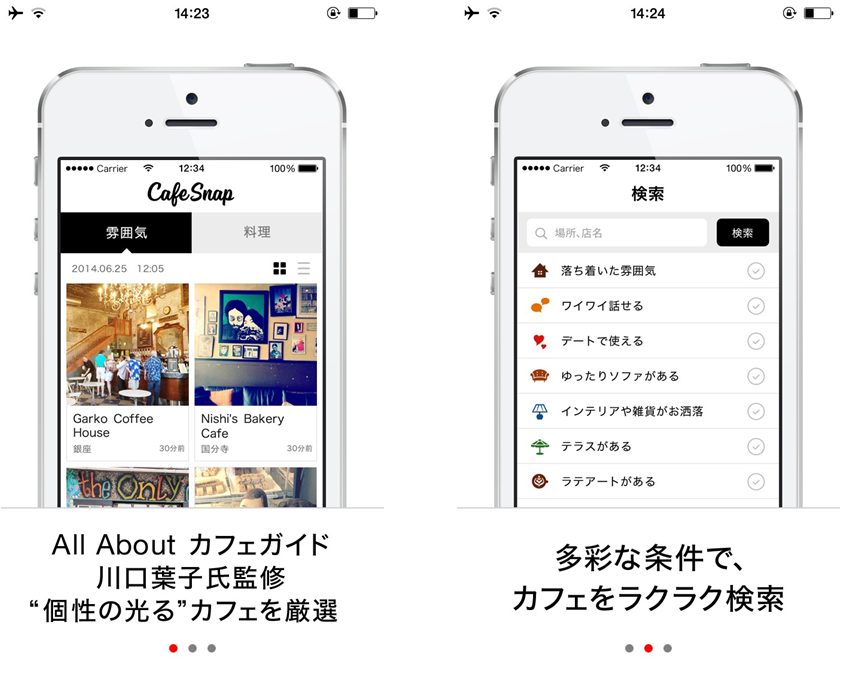 14:23
Carrier
12:34
100%
CafeSnap
雰囲気
料理
2014.06.25 12:05
Garko Coffee
House
銀座
30分前
Nishi's Bakery
Cafe
国分寺
30分前
the Only
All About カフェガイド
川口葉子氏監修
“個性の光る”カフェを厳選
14:24
Carrier
12:34
100%
検索
場所、店名
検索
落ち着いた雰囲気
ワイワイ話せる
デートで使える
ゆったりソファがある
インテリアや雑貨がお洒落
テラスがある
ラテアートがある
多彩な条件で、
カフェをラクラク検索